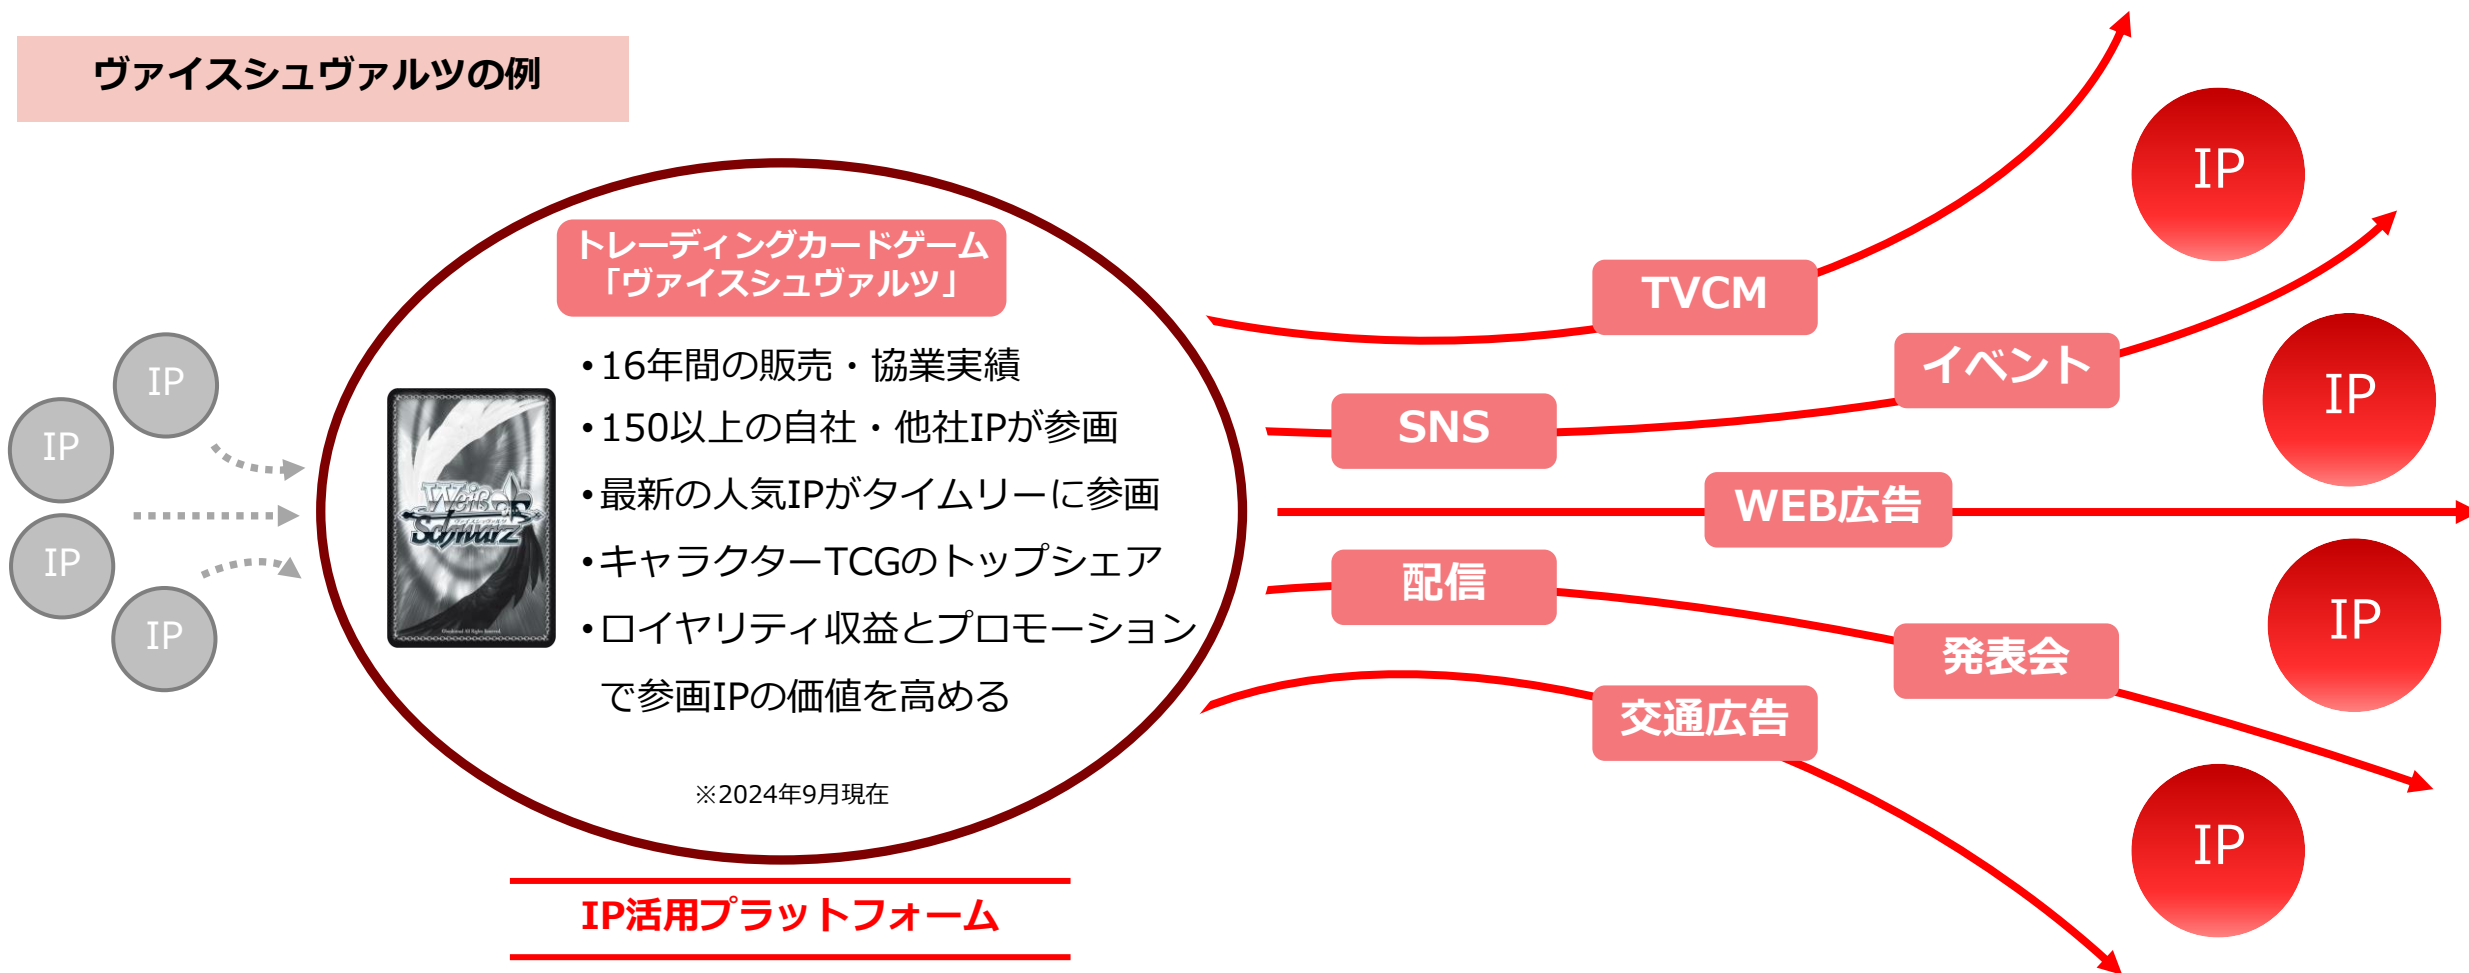 ヴァイスシュヴァルツの例
トレーディングカードゲーム
「ヴァイスシュヴァルツ」
•16年間の販売・協業実績
•150以上の自社・他社IPが参画
•最新の人気IPがタイムリーに参画
•キャラクターTCGのトップシェア
•ロイヤリティ収益とプロモーション
で参画IPの価値を高める
※2024年9月現在
IP活用プラットフォーム
IP
IP
IP
IP
Weiß
Schwarz
TVCM
イベント
SNS
WEB広告
配信
発表会
交通広告
IP
IP
IP
IP